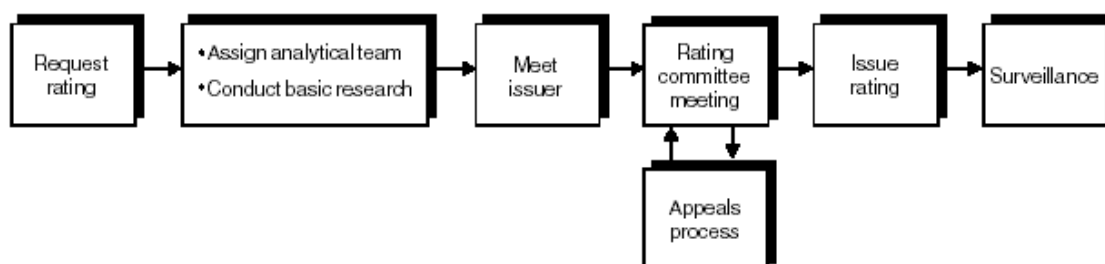 Request
rating
• Assign analytical team
• Conduct basic research
Meet
issuer
Rating
committee
meeting
Issue
rating
Surveillance
Appeals
process